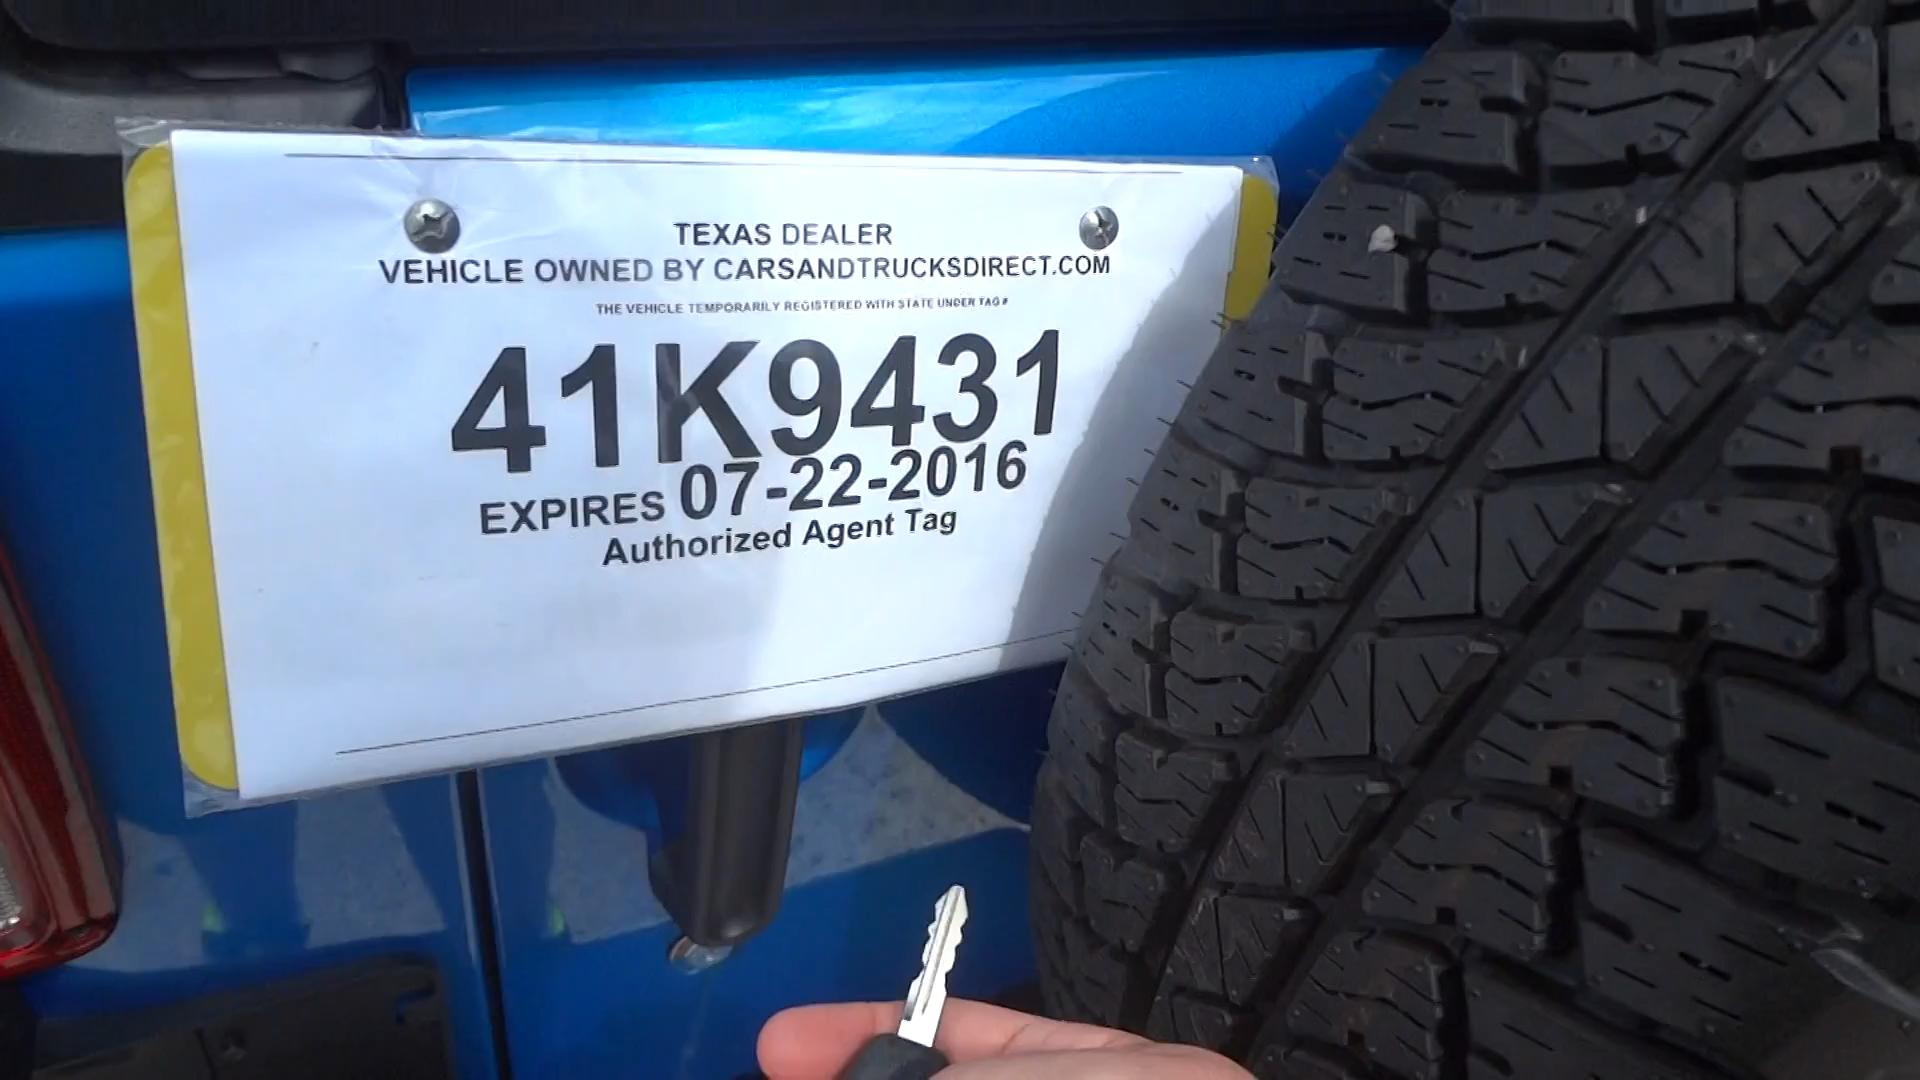 TEXAS DEALER
VEHICLE OWNED BY CARSANDTRUCKSDIRECT.COM
THE VEHICLE TEMPORARILY REGISTERED WITH STATE UNDER TAG #
41K9431
EXPIRES 07-22-2016
Authorized Agent Tag